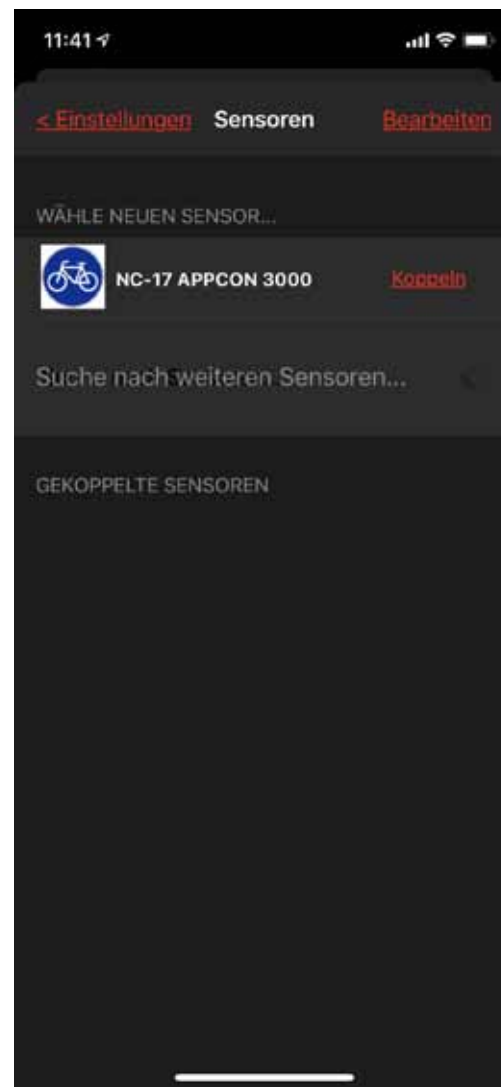 11:41
< Einstellungen Sensoren Bearbeiten
WÄHLE NEUEN SENSOR...
NC-17 APPCON 3000 Koppeln
Suche nach weiteren Sensoren...
GEKOPPELTE SENSOREN